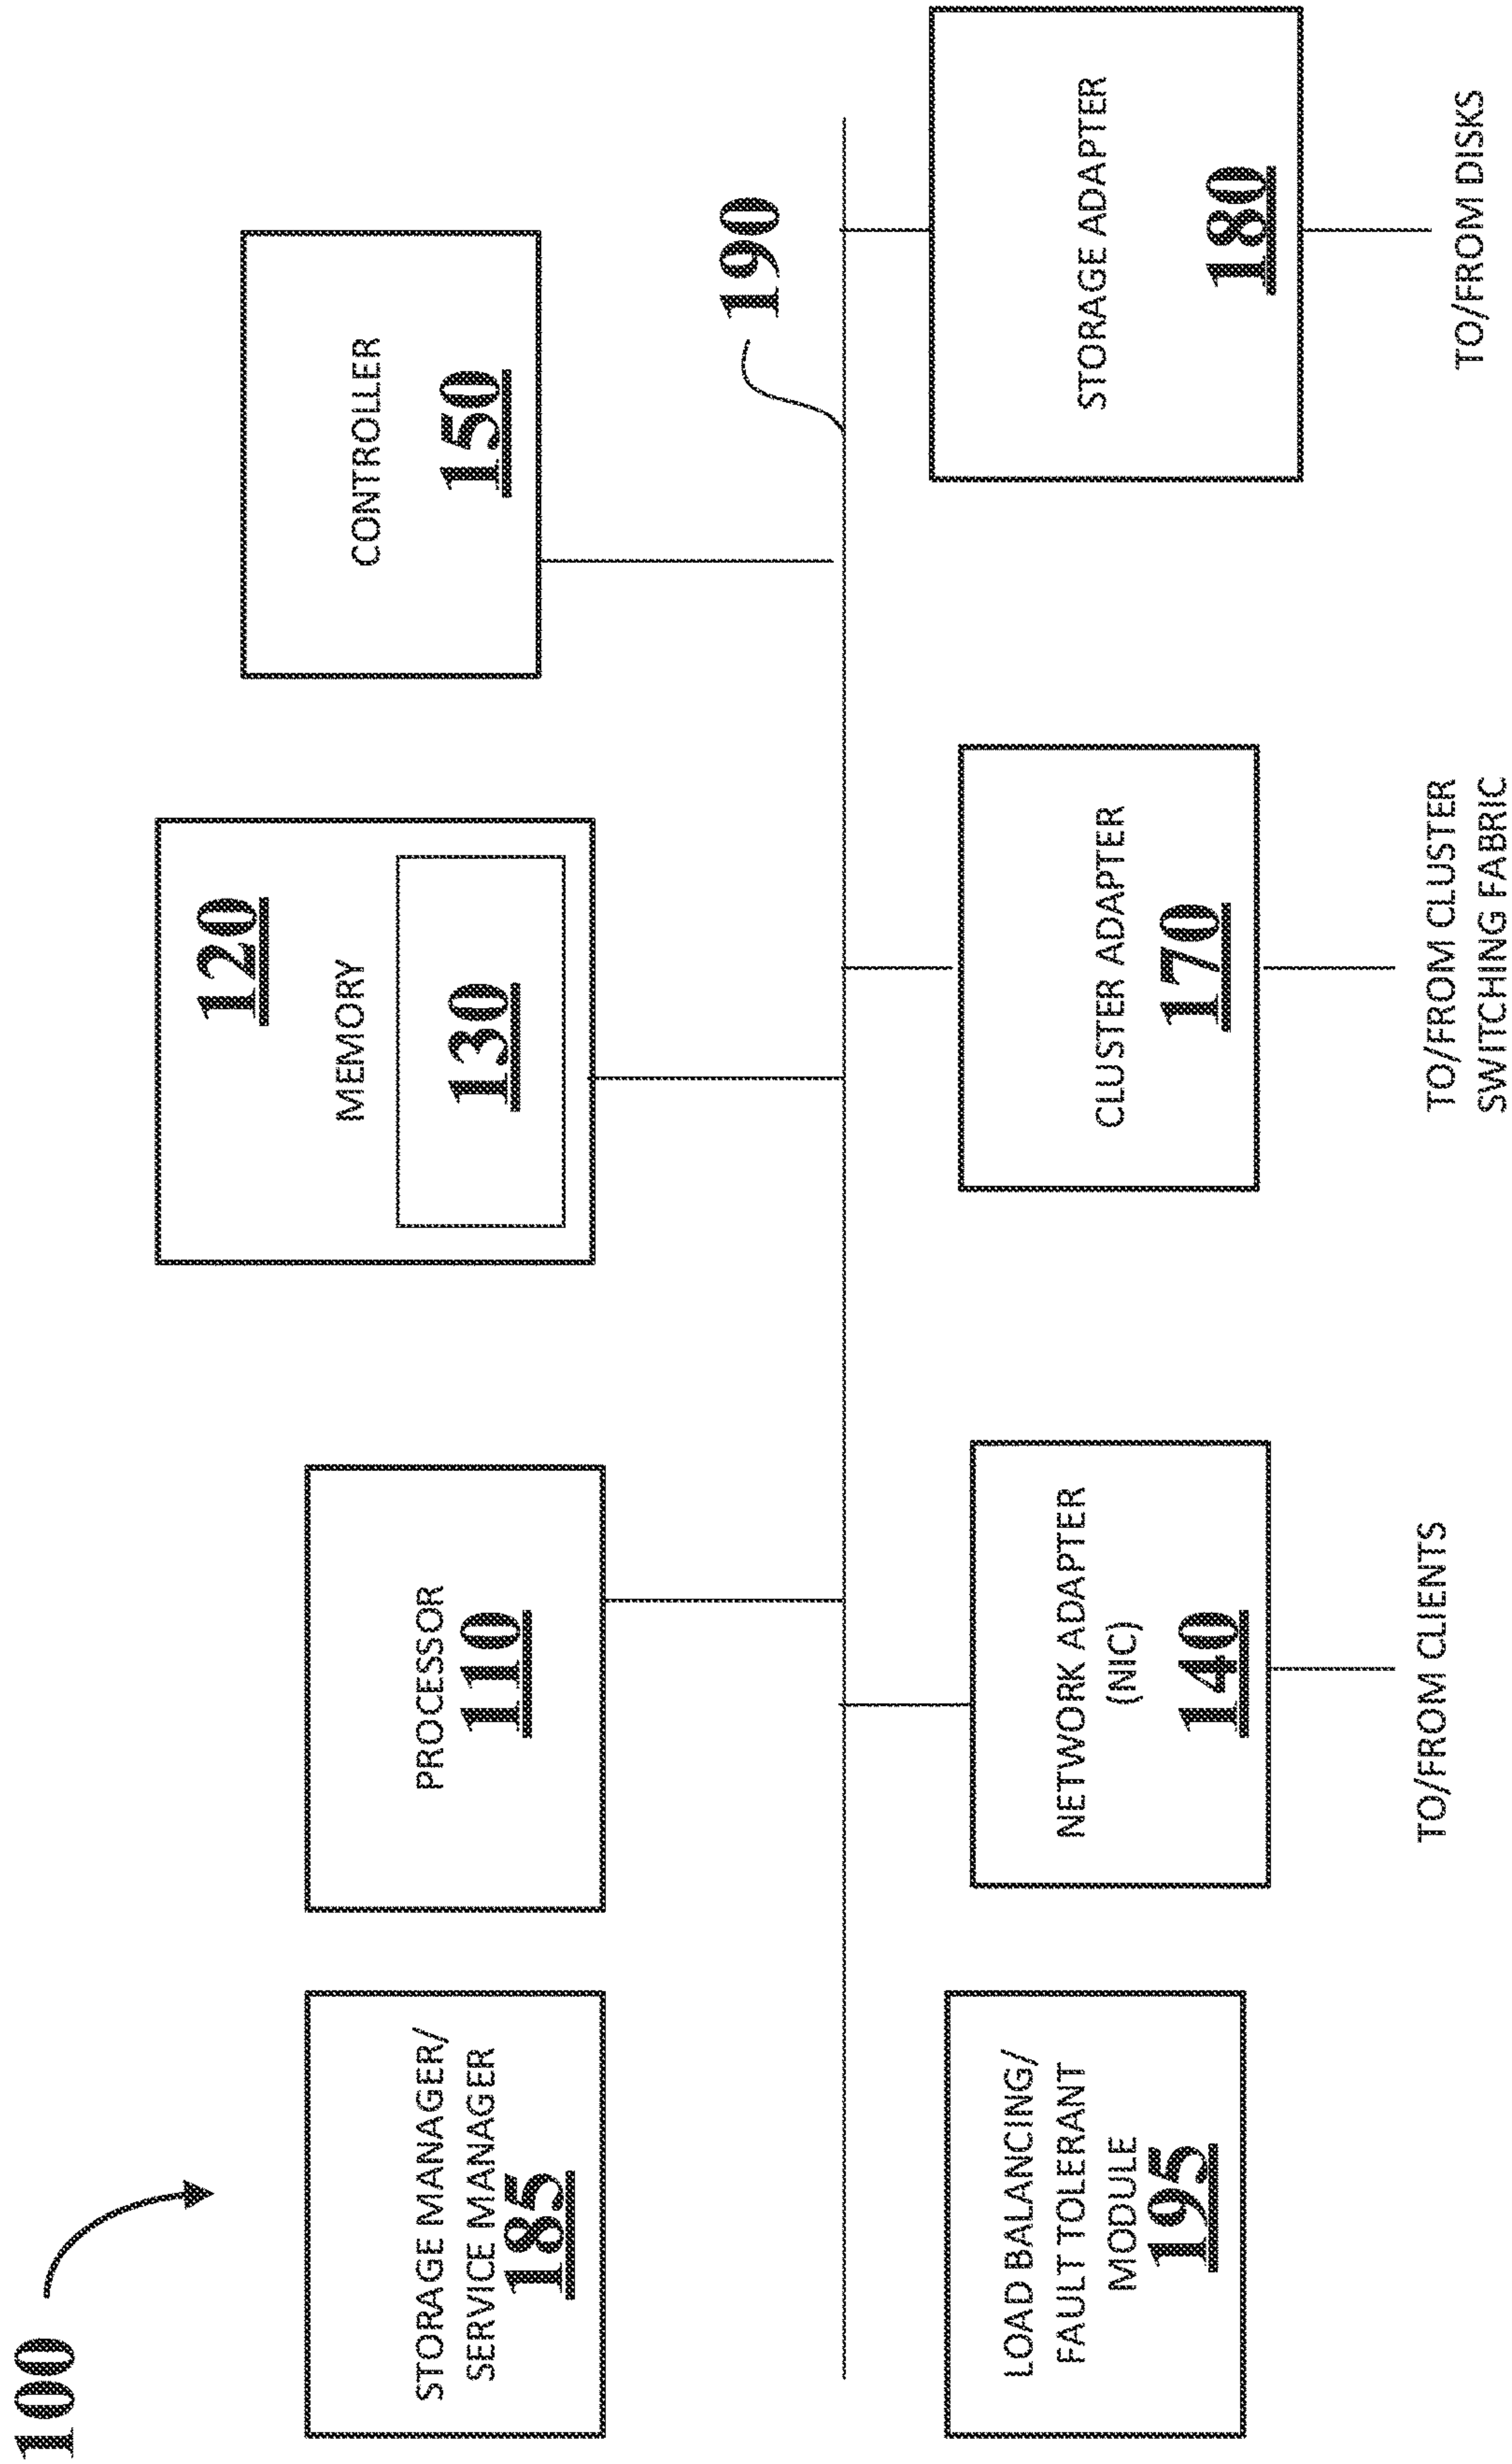 100
STORAGE MANAGER/
SERVICE MANAGER
185
PROCESSOR
110
120
MEMORY
130
CONTROLLER
150
190
LOAD BALANCING/
FAULT TOLERANT
MODULE
195
NETWORK ADAPTER
(NIC)
140
CLUSTER ADAPTER
170
STORAGE ADAPTER
180
TO/FROM CLIENTS
TO/FROM CLUSTER
SWITCHING FABRIC
TO/FROM DISKS